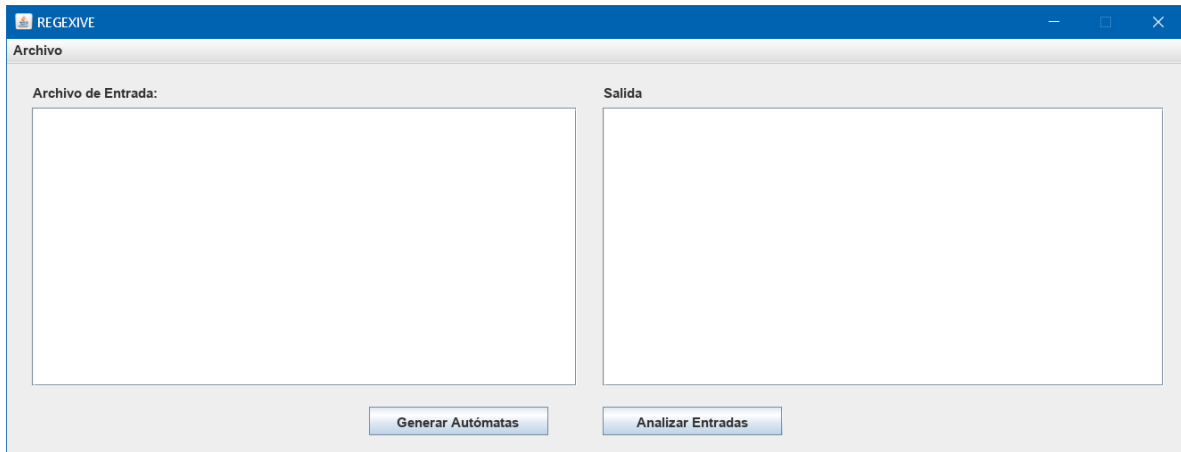 REGEXIVE
Archivo
Archivo de Entrada:
Salida
Generar Autómatas
Analizar Entradas